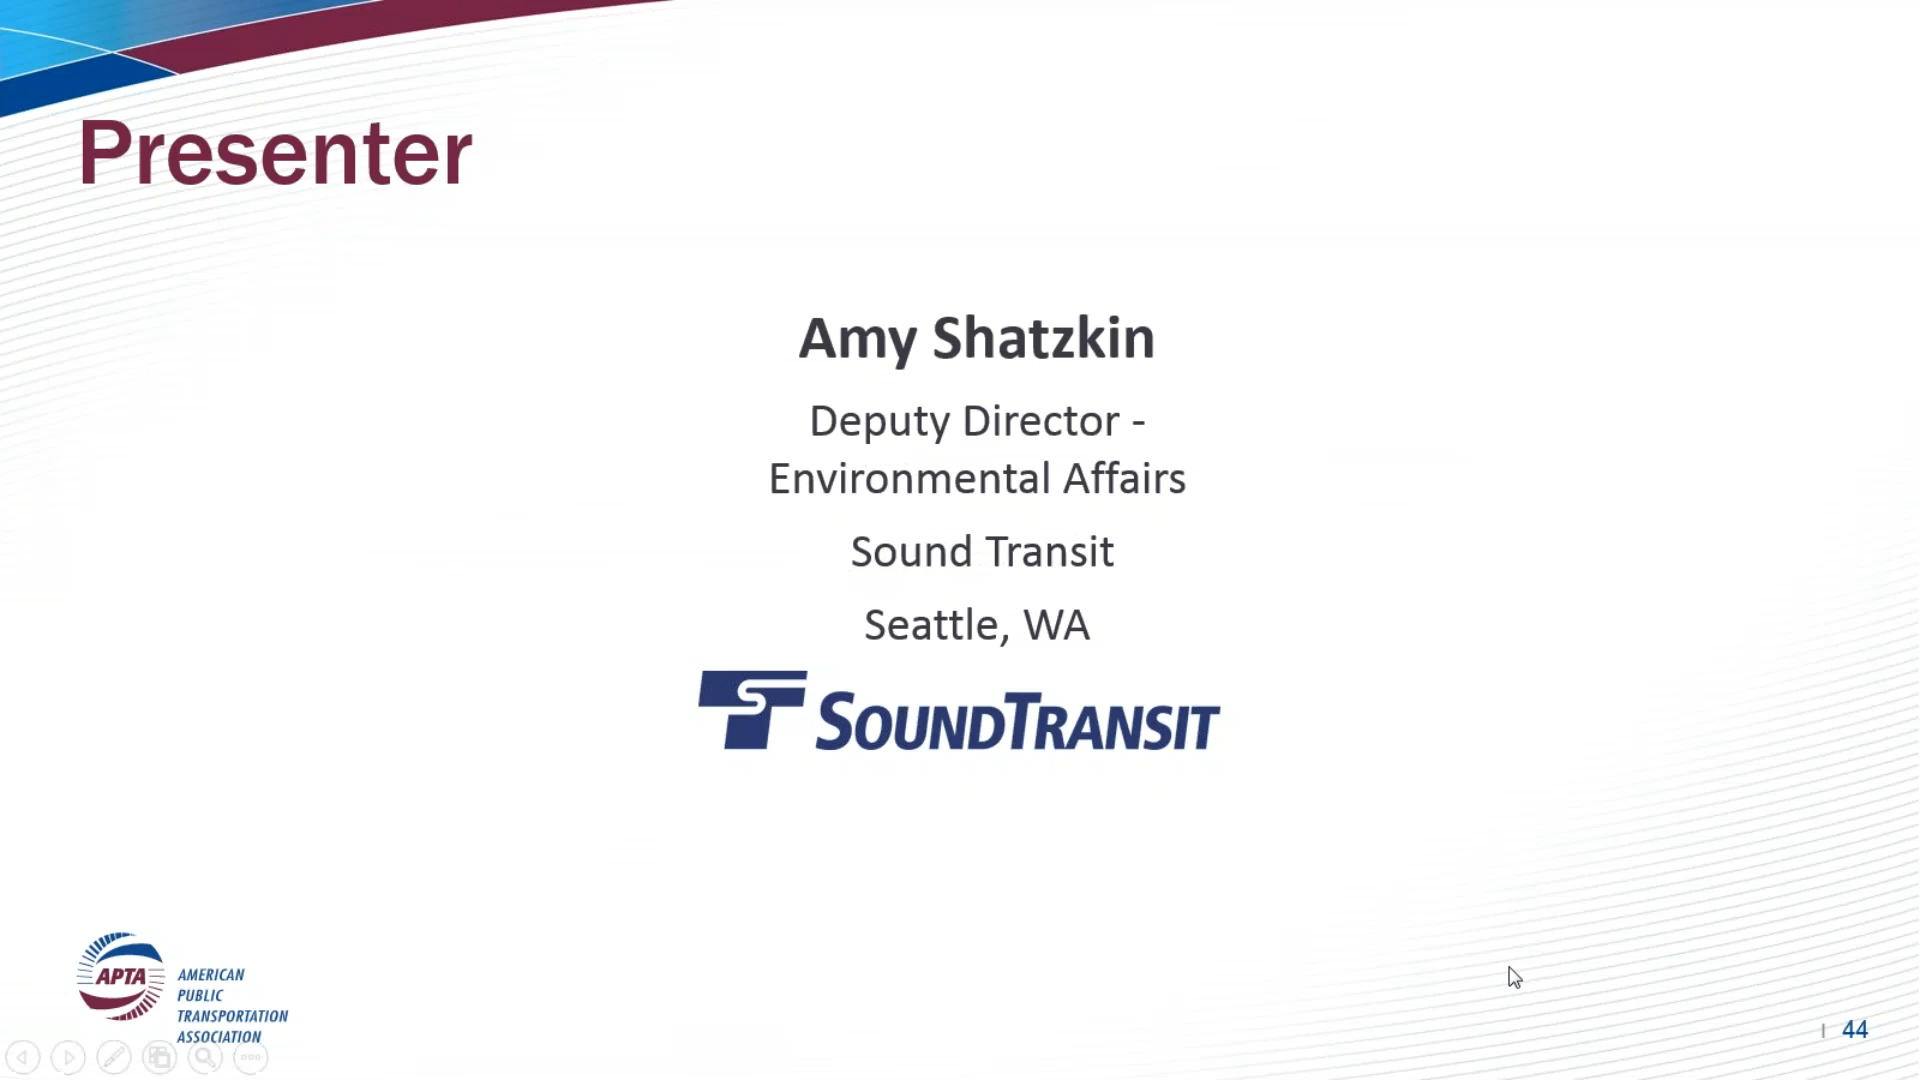 Presenter
Amy Shatzkin
Deputy Director -
Environmental Affairs
Sound Transit
Seattle, WA
SOUNDTRANSIT
APTA
AMERICAN
PUBLIC
TRANSPORTATION
ASSOCIATION
44